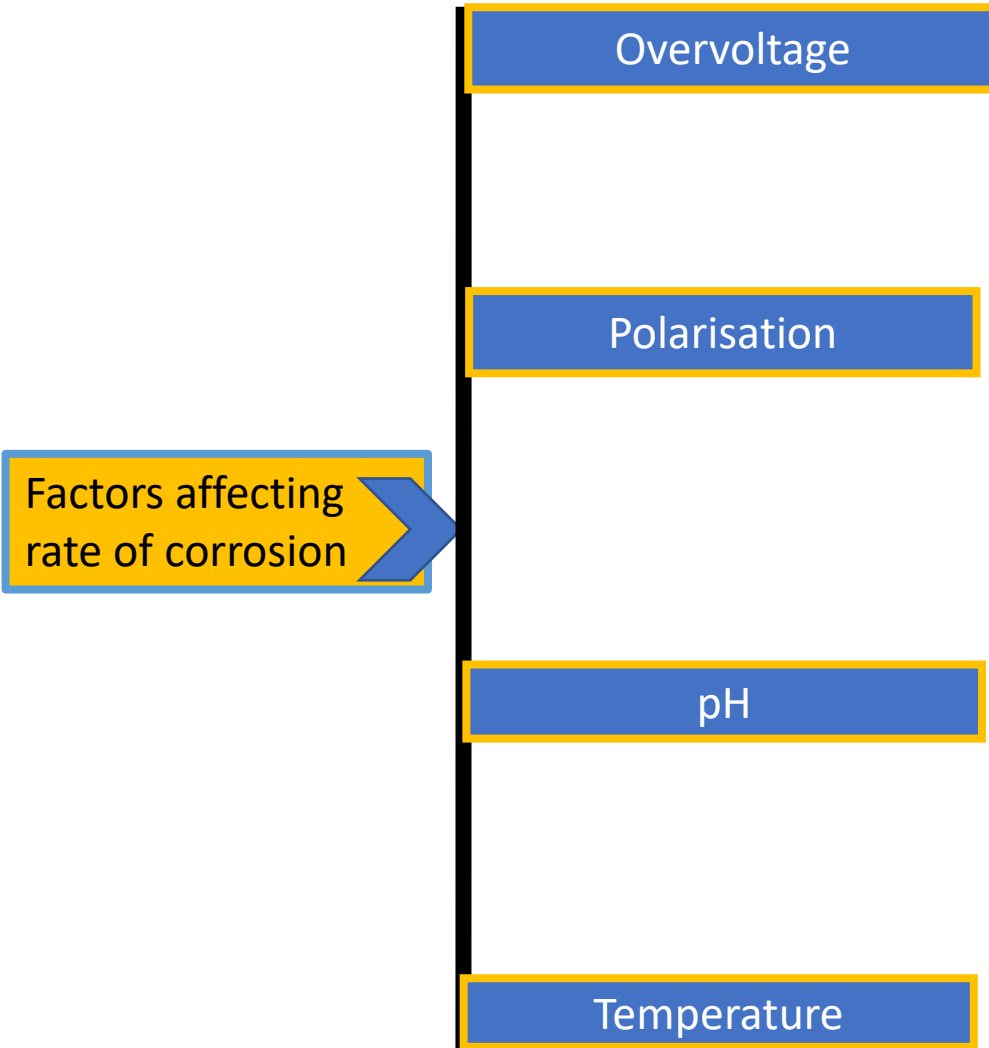 Overvoltage
Polarisation
Factors affecting
rate of corrosion
pH
Temperature